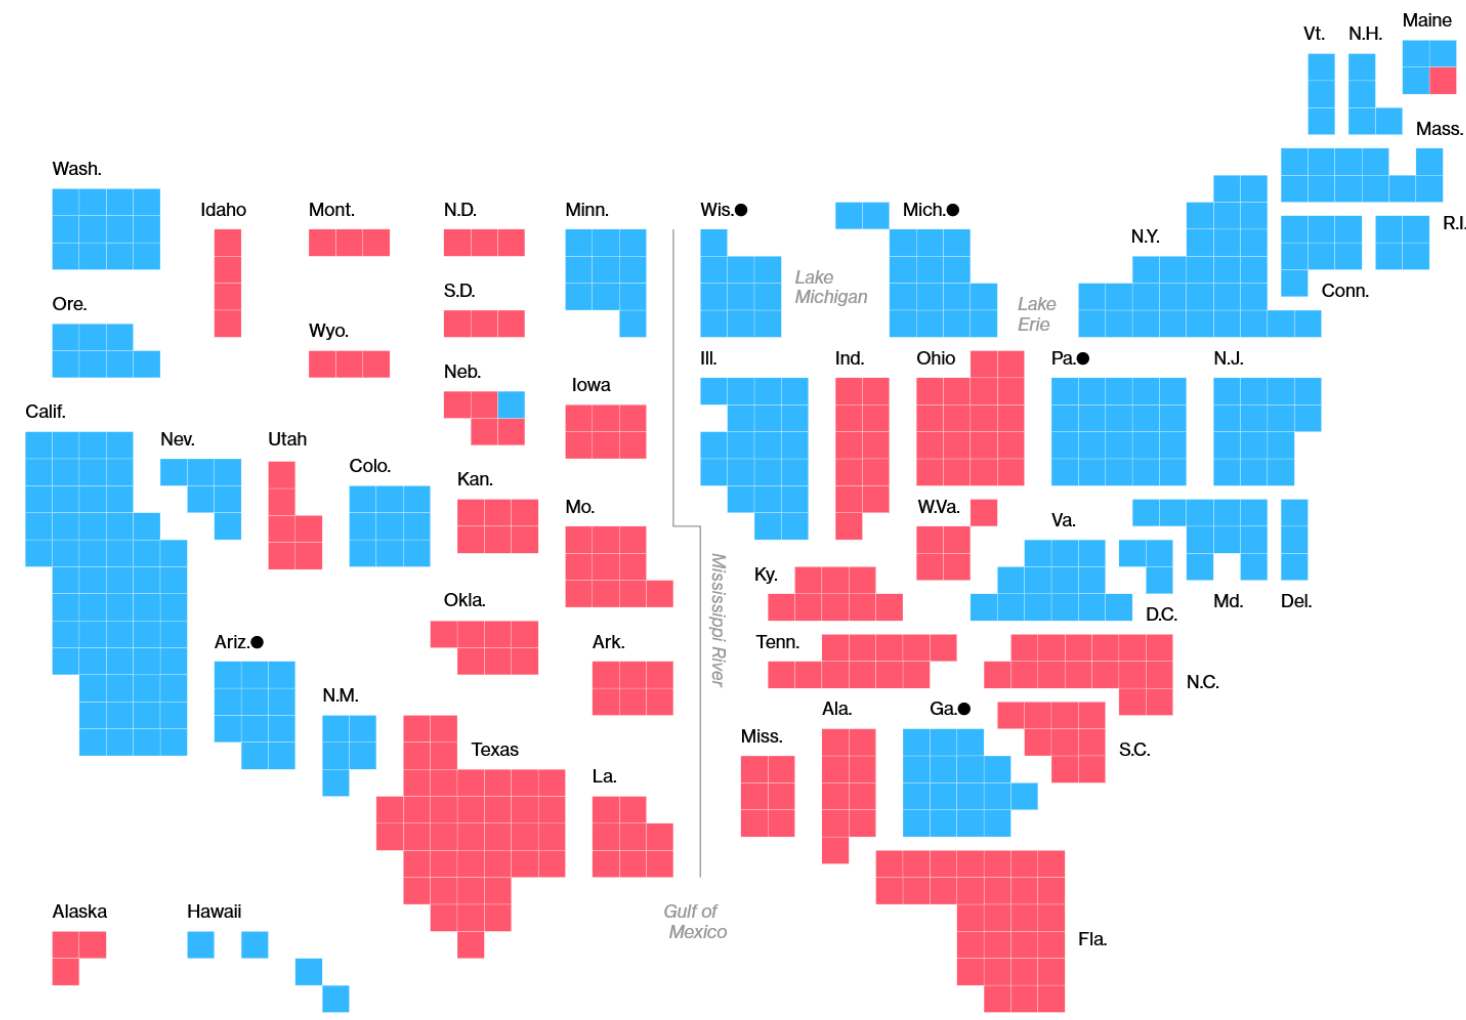 Maine
Vt.
N.H.
Mass.
Wash.
Idaho
Mont.
N.D.
Minn.
Wis.●
Mich.●
N.Y.
R.I.
Lake
Michigan
Lake
Erie
Conn.
Ore.
S.D.
Wyo.
Neb.
Iowa
Ill.
Ind.
Ohio
Pa.●
N.J.
Calif.
Nev.
Utah
Colo.
Kan.
Mo.
W.Va.
Va.
Mississippi River
Ky.
D.C.
Md.
Del.
Okla.
Ariz.●
Ark.
Tenn.
N.C.
N.M.
Ala.
Ga.●
Miss.
S.C.
Texas
La.
Alaska
Hawaii
Gulf of
Mexico
Fla.